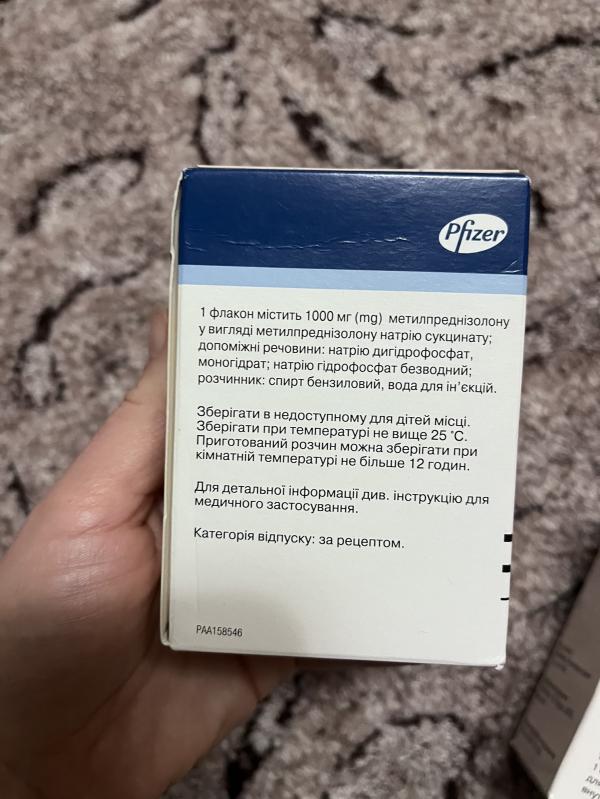 Pfizer
1 флакон містить 1000 мг (mg) метилпреднізолону
у вигляді метилпреднізолону натрію сукцинату;
допоміжні речовини: натрію дигідрофосфат,
моногідрат; натрію гідрофосфат безводний;
розчинник: спирт бензиловий, вода для ін’єкцій.
Зберігати в недоступному для дітей місці.
Зберігати при температурі не вище 25 °С.
Приготований розчин можна зберігати при
кімнатній температурі не більше 12 годин.
Для детальної інформації див. інструкцію для
медичного застосування.
Категорія відпуску: за рецептом.
PAA158546